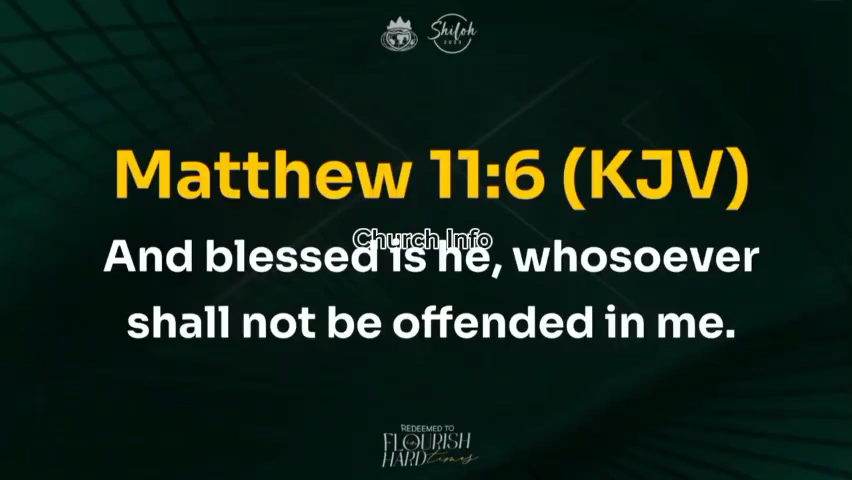 Shiloh
Matthew 11:6 (KJV)
Church Info
And blessed is he, whosoever
shall not be offended in me.
REDEEMED TO
FLOURISH
HARD times